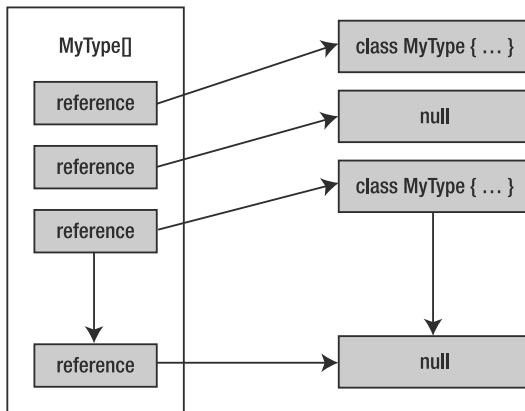 MyType[]
reference
class MyType { … }
reference
null
reference
class MyType { … }
reference
null